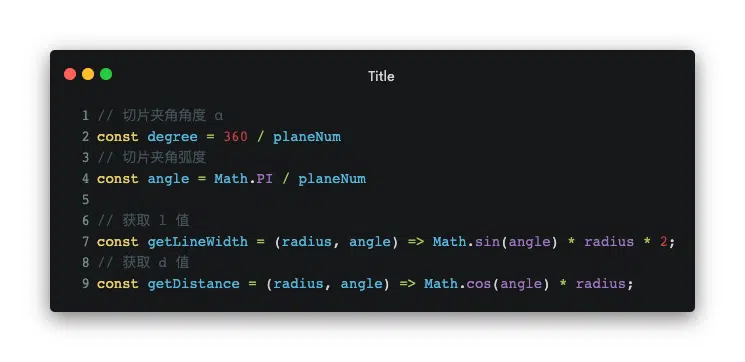 Title
1 // 切片夹角角度 α
2 const degree = 360 / planeNum
3 // 切片夹角弧度
4 const angle = Math.PI / planeNum
5
6 // 获取 l 值
7 const getLineWidth = (radius, angle) => Math.sin(angle) * radius * 2;
8 // 获取 d 值
9 const getDistance = (radius, angle) => Math.cos(angle) * radius;